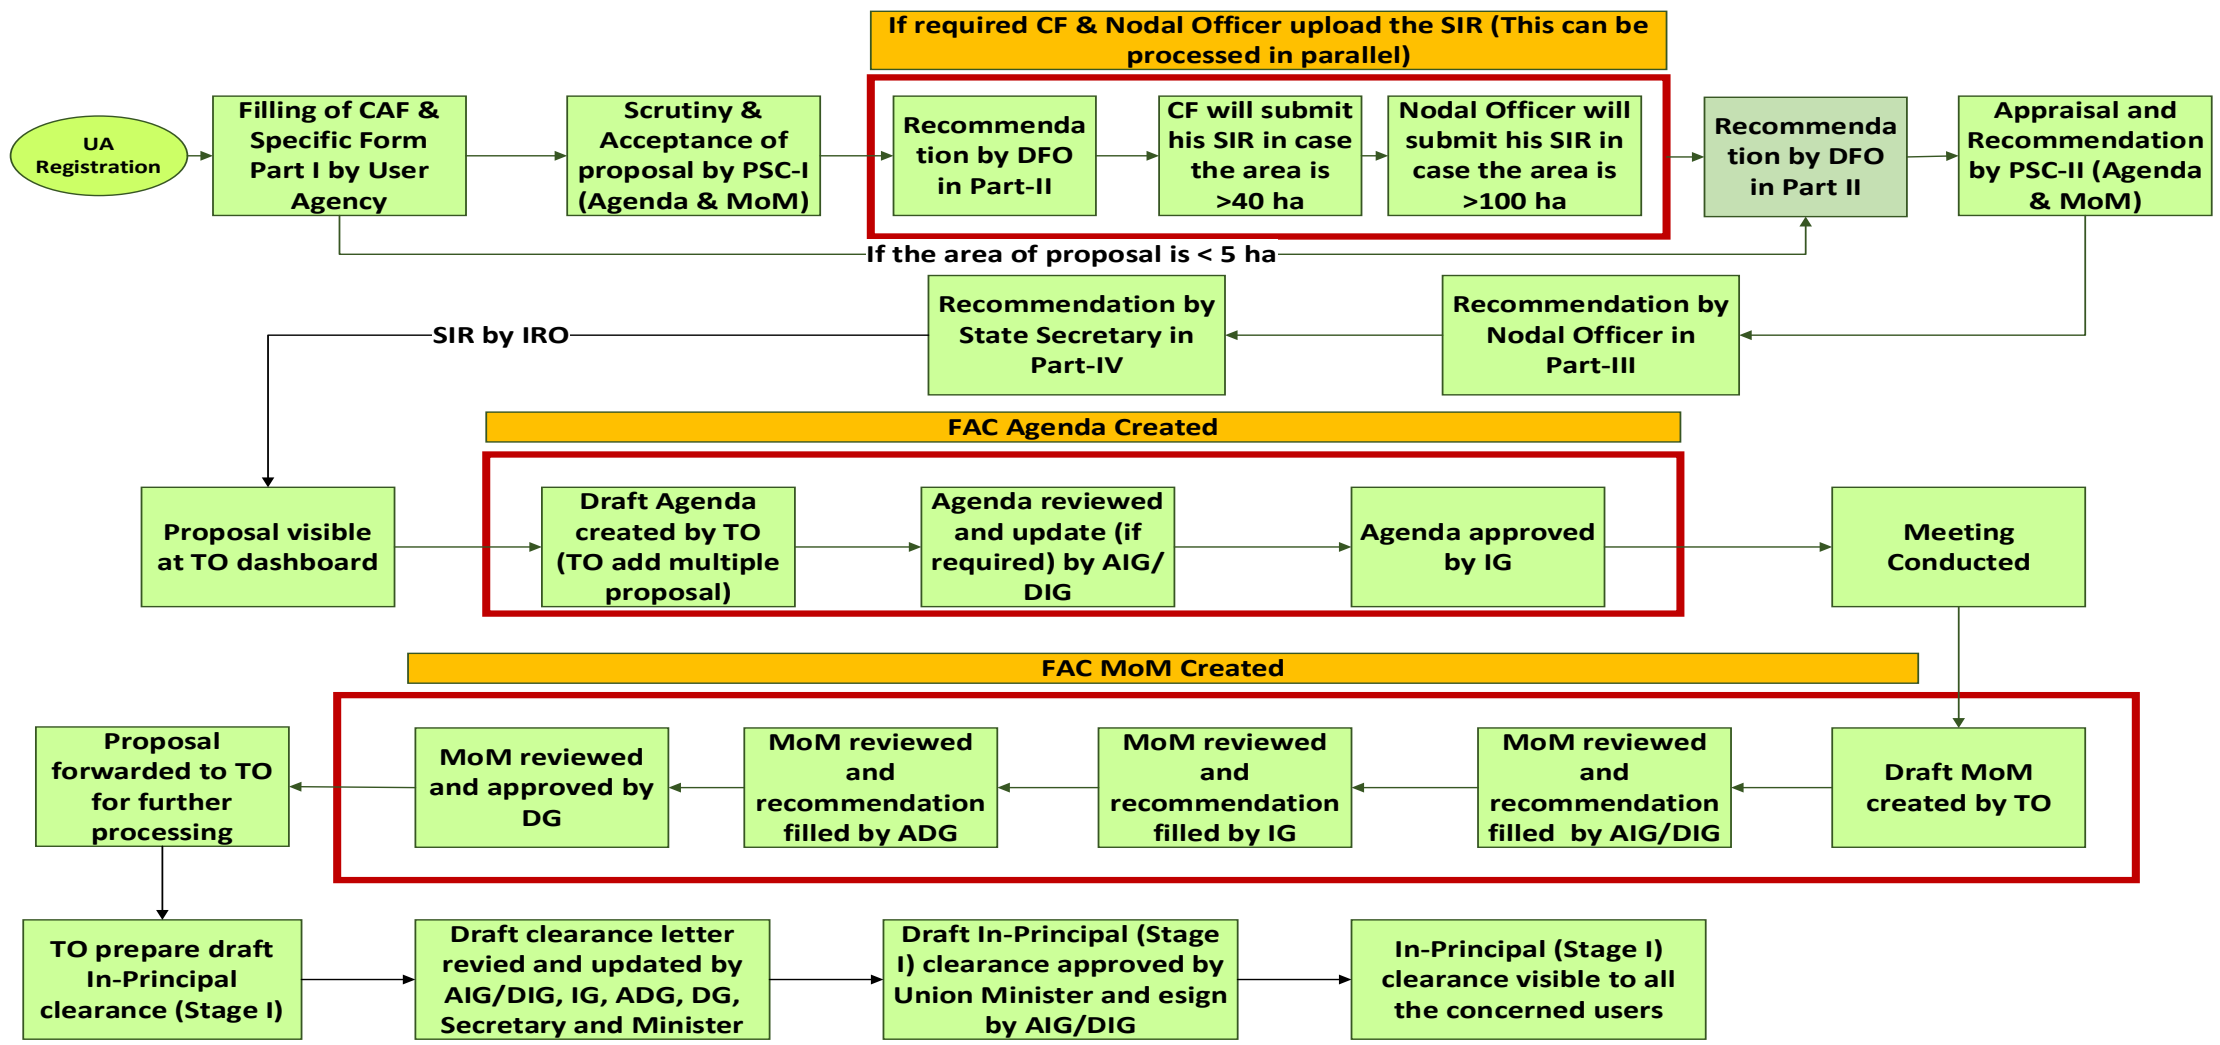 If required CF & Nodal Officer upload the SIR (This can be
processed in parallel)
UA
Registration
Filling of CAF &
Specific Form
Part I by User
Agency
Scrutiny &
Acceptance of
proposal by PSC-I
(Agenda & MoM)
Recommenda
tion by DFO
in Part-II
CF will submit
his SIR in case
the area is
>40 ha
Nodal Officer will
submit his SIR in
case the area is
>100 ha
Recommenda
tion by DFO
in Part II
Appraisal and
Recommendation
by PSC-II (Agenda
& MoM)
If the area of proposal is < 5 ha
Recommendation by
Nodal Officer in
Part-III
Recommendation by
State Secretary in
Part-IV
SIR by IRO
FAC Agenda Created
Proposal visible
at TO dashboard
Draft Agenda
created by TO
(TO add multiple
proposal)
Agenda reviewed
and update (if
required) by AIG/
DIG
Agenda approved
by IG
Meeting
Conducted
FAC MoM Created
Draft MoM
created by TO
MoM reviewed
and
recommendation
filled  by AIG/DIG
MoM reviewed
and
recommendation
filled by IG
MoM reviewed
and
recommendation
filled by ADG
MoM reviewed
and approved by
DG
Proposal
forwarded to TO
for further
processing
TO prepare draft
In-Principal
clearance (Stage I)
Draft clearance letter
revied and updated by
AIG/DIG, IG, ADG, DG,
Secretary and Minister
Draft In-Principal (Stage
I) clearance approved by
Union Minister and esign
by AIG/DIG
In-Principal (Stage I)
clearance visible to all
the concerned users